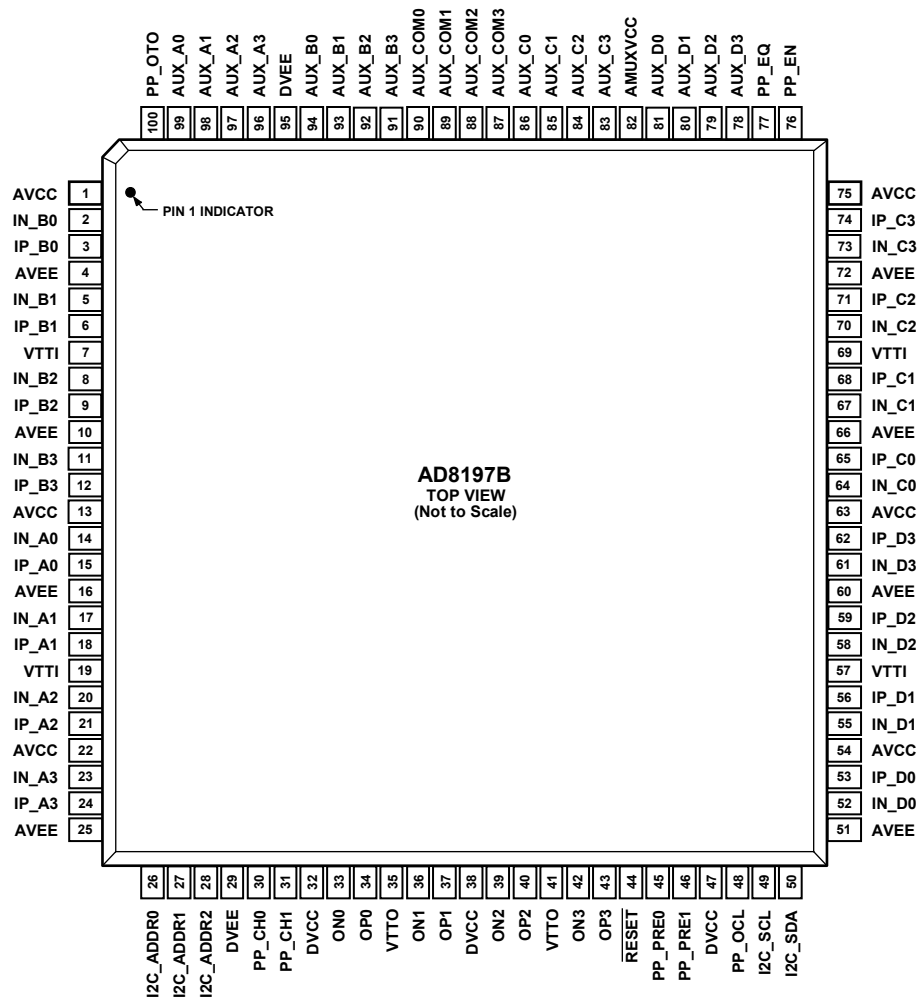 PP_OTO
AUX_A0
AUX_A1
AUX_A2
AUX_A3
DVEE
AUX_B0
AUX_B1
AUX_B2
AUX_B3
AUX_COM0
AUX_COM1
AUX_COM2
AUX_COM3
AUX_C0
AUX_C1
AUX_C2
AUX_C3
AMUXVCC
AUX_D0
AUX_D1
AUX_D2
AUX_D3
PP_EQ
PP_EN
100
99
98
97
96
95
94
93
92
91
90
89
88
87
86
85
84
83
82
81
80
79
78
77
76
AVCC 1
IN_B0 2
IP_B0 3
AVEE 4
IN_B1 5
IP_B1 6
VTTI 7
IN_B2 8
IP_B2 9
AVEE 10
IN_B3 11
IP_B3 12
AVCC 13
IN_A0 14
IP_A0 15
AVEE 16
IN_A1 17
IP_A1 18
VTTI 19
IN_A2 20
IP_A2 21
AVCC 22
IN_A3 23
IP_A3 24
AVEE 25
PIN 1 INDICATOR
AD8197B
TOP VIEW
(Not to Scale)
75 AVCC
74 IP_C3
73 IN_C3
72 AVEE
71 IP_C2
70 IN_C2
69 VTTI
68 IP_C1
67 IN_C1
66 AVEE
65 IP_C0
64 IN_C0
63 AVCC
62 IP_D3
61 IN_D3
60 AVEE
59 IP_D2
58 IN_D2
57 VTTI
56 IP_D1
55 IN_D1
54 AVCC
53 IP_D0
52 IN_D0
51 AVEE
26
27
28
29
30
31
32
33
34
35
36
37
38
39
40
41
42
43
44
45
46
47
48
49
50
I2C_ADDR0
I2C_ADDR1
I2C_ADDR2
DVEE
PP_CH0
PP_CH1
DVCC
ON0
OP0
VTTO
ON1
OP1
DVCC
ON2
OP2
VTTO
ON3
OP3
RESET
PP_PRE0
PP_PRE1
DVCC
PP_OCL
I2C_SCL
I2C_SDA